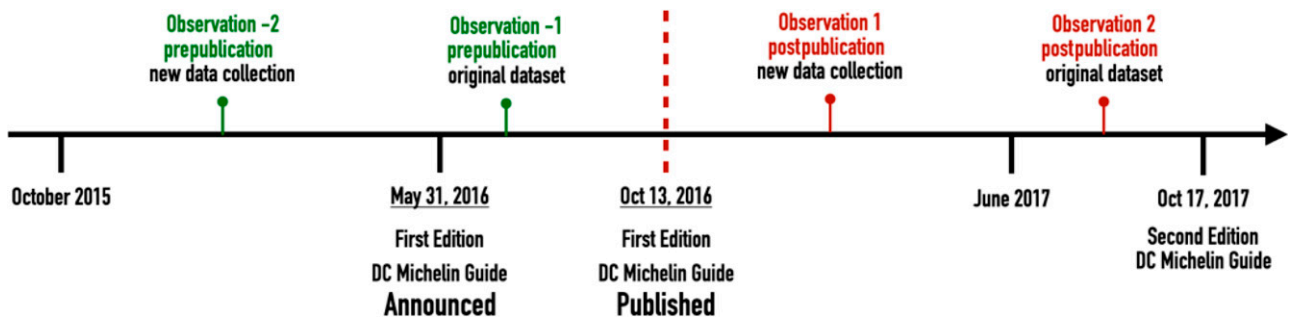 Observation -2
prepublication
new data collection
Observation -1
prepublication
original dataset
Observation 1
postpublication
new data collection
Observation 2
postpublication
original dataset
October 2015
May 31, 2016
First Edition
DC Michelin Guide
Announced
Oct 13, 2016
First Edition
DC Michelin Guide
Published
June 2017
Oct 17, 2017
Second Edition
DC Michelin Guide